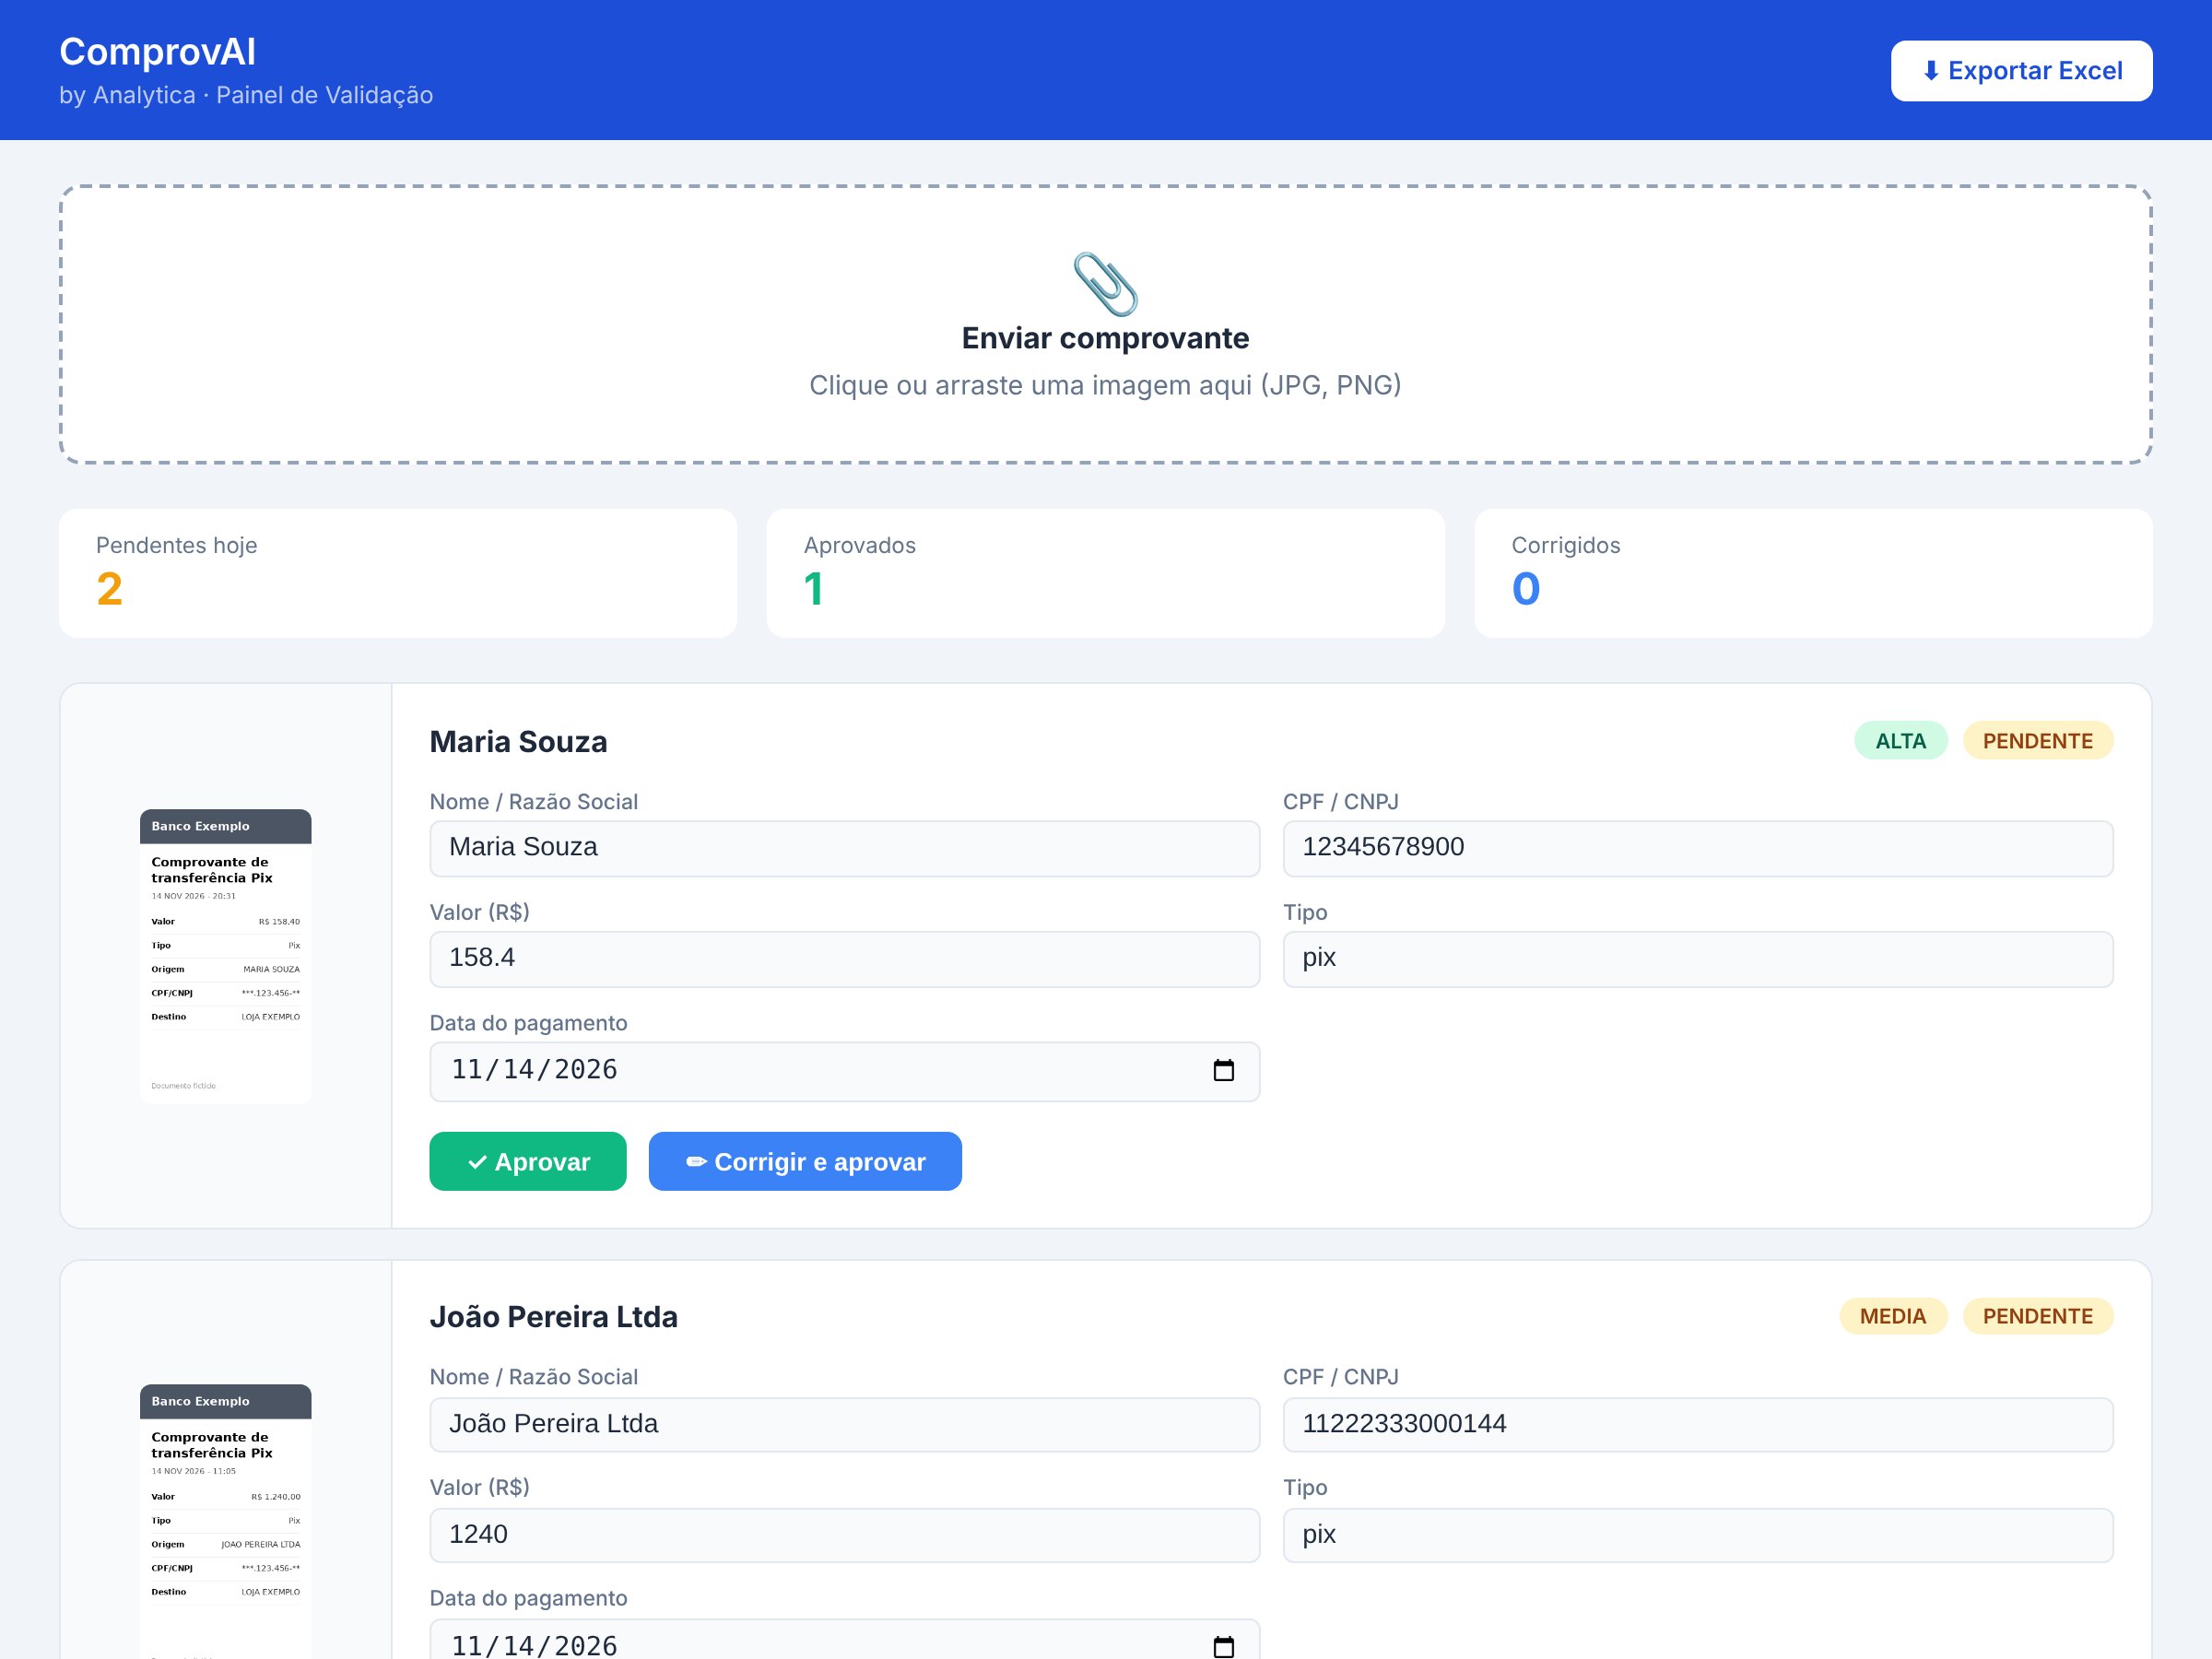 ComprovAI
by Analytica · Painel de Validação
⬇ Exportar Excel
Enviar comprovante
Clique ou arraste uma imagem aqui (JPG, PNG)
Pendentes hoje
2
Aprovados
1
Corrigidos
0
Banco Exemplo
Comprovante de
transferência Pix
14 NOV 2026 - 20:31
Valor R$ 158,40
Tipo Pix
Origem MARIA SOUZA
CPF/CNPJ ***.123.456-**
Destino LOJA EXEMPLO
Documento fictício
Maria Souza
ALTA PENDENTE
Nome / Razão Social
Maria Souza
CPF / CNPJ
12345678900
Valor (R$)
158.4
Tipo
pix
Data do pagamento
11/14/2026
✓ Aprovar
✏ Corrigir e aprovar
Banco Exemplo
Comprovante de
transferência Pix
14 NOV 2026 - 11:05
Valor R$ 1.240,00
Tipo Pix
Origem JOAO PEREIRA LTDA
CPF/CNPJ ***.123.456-**
Destino LOJA EXEMPLO
João Pereira Ltda
MEDIA PENDENTE
Nome / Razão Social
João Pereira Ltda
CPF / CNPJ
11222333000144
Valor (R$)
1240
Tipo
pix
Data do pagamento
11/14/2026